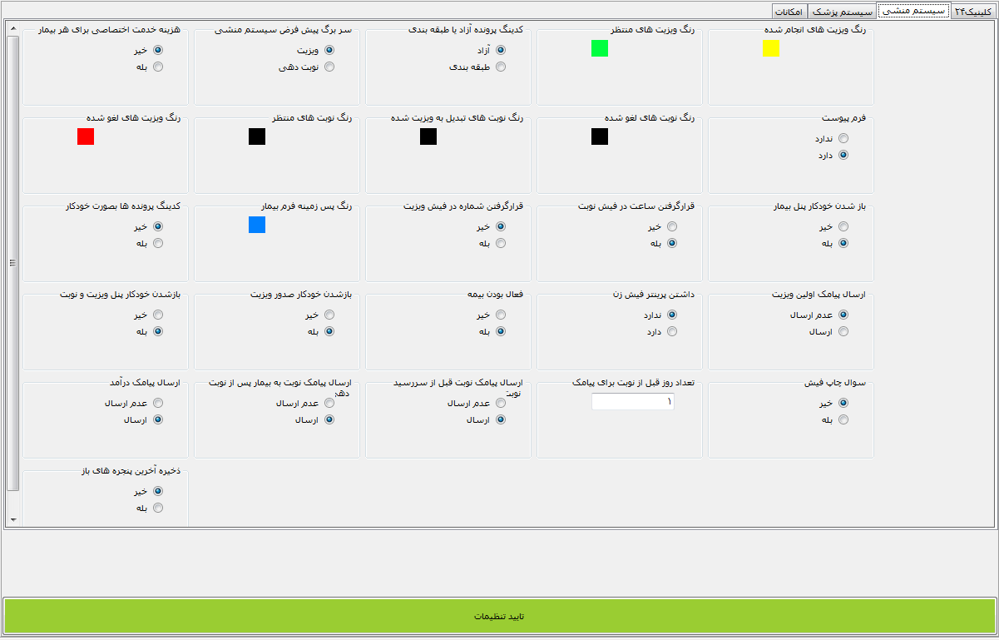 کلینیک۲۴
سیستم منشی
سیستم پزشک
امکانات
رنگ ویزیت های انجام شده
رنگ ویزیت های منتظر
کدینگ پرونده آزاد یا طبقه بندی
آزاد
طبقه بندی
سر برگ پیش فرض سیستم منشی
ویزیت
نوبت دهی
هزینه خدمت اختصاصی برای هر بیمار
خیر
بله
فرم پیوست
ندارد
دارد
رنگ نوبت های لغو شده
رنگ نوبت های تبدیل به ویزیت شده
رنگ نوبت های منتظر
رنگ ویزیت های لغو شده
باز شدن خودکار پنل بیمار
خیر
بله
قرارگرفتن ساعت در فیش نوبت
خیر
بله
قرارگرفتن شماره در فیش ویزیت
خیر
بله
رنگ پس زمینه فرم بیمار
کدینگ پرونده ها بصورت خودکار
خیر
بله
ارسال پیامک اولین ویزیت
عدم ارسال
ارسال
داشتن پرینتر فیش زن
ندارد
دارد
فعال بودن بیمه
خیر
بله
بازشدن خودکار صدور ویزیت
خیر
بله
بازشدن خودکار پنل ویزیت و نوبت
خیر
بله
سوال چاپ فیش
خیر
بله
تعداد روز قبل از نوبت برای پیامک
۱
ارسال پیامک نوبت قبل از سررسید
نوبت
عدم ارسال
ارسال
ارسال پیامک نوبت به بیمار پس از نوبت
دهی
عدم ارسال
ارسال
ارسال پیامک درآمد
عدم ارسال
ارسال
ذخیره آخرین پنجره های باز
خیر
بله
تایید تنظیمات